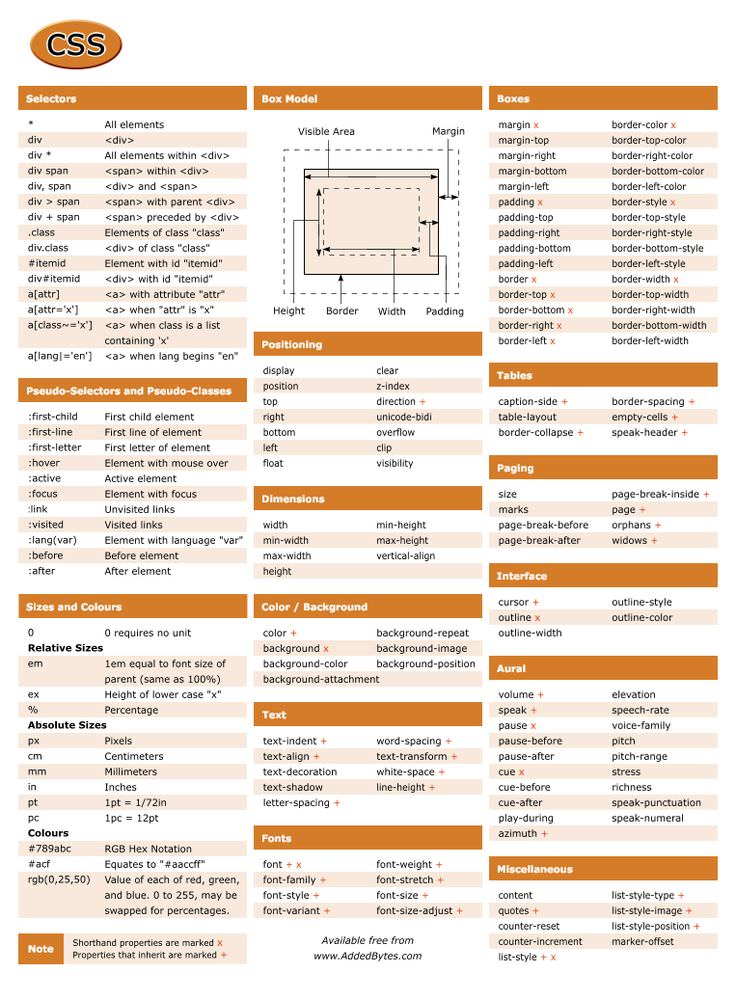 CSS
Selectors
* All elements
div <div>
div * All elements within <div>
div span <span> within <div>
div, span <div> and <span>
div > span <span> with parent <div>
div + span <span> preceded by <div>
.class Elements of class "class"
div.class <div> of class "class"
#itemid Element with id "itemid"
div#itemid <div> with id "itemid"
a[attr] <a> with attribute "attr"
a[attr='x'] <a> when "attr" is "x"
a[class~='x'] <a> when class is a list
containing 'x'
a[lang|='en'] <a> when lang begins "en"
Pseudo-Selectors and Pseudo-Classes
:first-child First child element
:first-line First line of element
:first-letter First letter of element
:hover Element with mouse over
:active Active element
:focus Element with focus
:link Unvisited links
:visited Visited links
:lang(var) Element with language "var"
:before Before element
:after After element
Sizes and Colours
0 0 requires no unit
Relative Sizes
em 1em equal to font size of
parent (same as 100%)
ex Height of lower case "x"
% Percentage
Absolute Sizes
px Pixels
cm Centimeters
mm Millimeters
in Inches
pt 1pt = 1/72in
pc 1pc = 12pt
Colours
#789abc RGB Hex Notation
#acf Equates to "#aaccff"
rgb(0,25,50) Value of each of red, green,
and blue. 0 to 255, may be
swapped for percentages.
Note
Shorthand properties are marked x
Properties that inherit are marked +
Box Model
Visible Area Margin
Height Border Width Padding
Positioning
display clear
position z-index
top direction +
right unicode-bidi
bottom overflow
left clip
float visibility
Dimensions
width min-height
min-width max-height
max-width vertical-align
height
Color / Background
color + background-repeat
background x background-image
background-color background-position
background-attachment
Text
text-indent + word-spacing +
text-align + text-transform +
text-decoration white-space +
text-shadow line-height +
letter-spacing +
Fonts
font + x font-weight +
font-family + font-stretch +
font-style + font-size +
font-variant + font-size-adjust +
Available free from
www.AddedBytes.com
Boxes
margin x border-color x
margin-top border-top-color
margin-right border-right-color
margin-bottom border-bottom-color
margin-left border-left-color
padding x border-style x
padding-top border-top-style
padding-right border-right-style
padding-bottom border-bottom-style
padding-left border-left-style
border x border-width x
border-top x border-top-width
border-bottom x border-right-width
border-right x border-bottom-width
border-left x border-left-width
Tables
caption-side + border-spacing +
table-layout empty-cells +
border-collapse + speak-header +
Paging
size page-break-inside +
marks page +
page-break-before orphans +
page-break-after widows +
Interface
cursor + outline-style
outline x outline-color
outline-width
Aural
volume + elevation
speak + speech-rate
pause x voice-family
pause-before pitch
pause-after pitch-range
cue x stress
cue-before richness
cue-after speak-punctuation
play-during speak-numeral
azimuth +
Miscellaneous
content list-style-type +
quotes + list-style-image +
counter-reset list-style-position +
counter-increment marker-offset
list-style + x